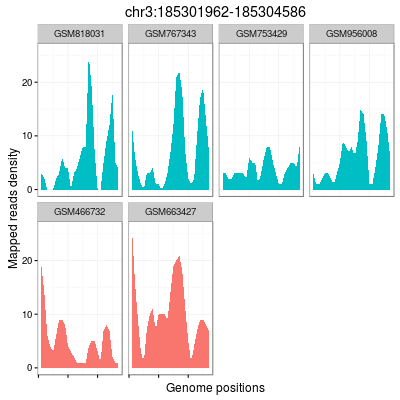 chr3:185301962-185304586
GSM818031 GSM767343 GSM753429 GSM956008
20
10
0
Mapped reads density
GSM466732 GSM663427
20
10
0
Genome positions